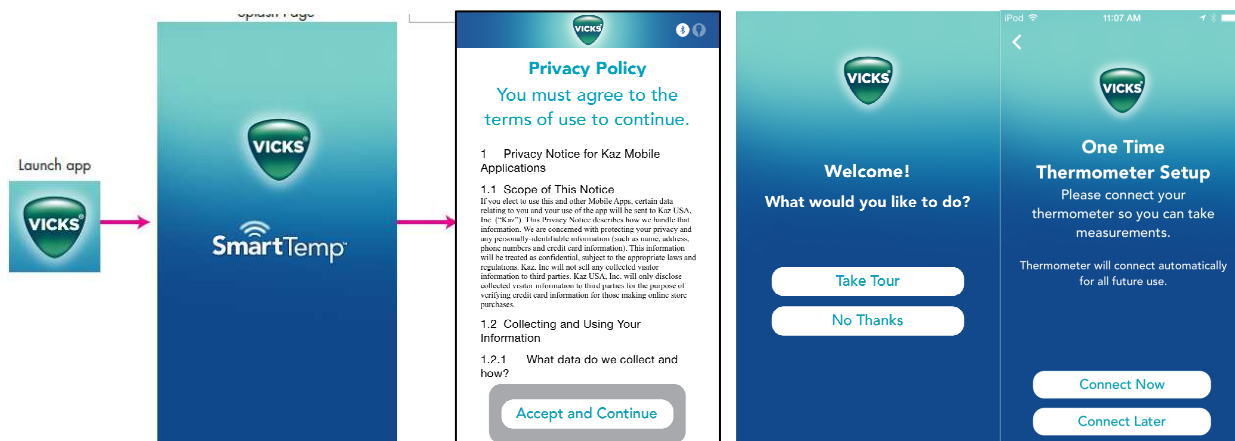 Splash Page
Launch app
VICKS
VICKS®
SmartTemp™
VICKS®
Privacy Policy
You must agree to the
terms of use to continue.
1 Privacy Notice for Kaz Mobile
Applications
1.1 Scope of This Notice
If you elect to use this and other Mobile Apps, certain data
relating to you and your use of the app will be sent to Kaz USA,
Inc. ("Kaz"). This Privacy Notice describes how we handle that
information. We are concerned with protecting your privacy and
any personally-identifiable information (such as name, address,
phone numbers and credit card information). This information
will be treated as confidential, subject to the appropriate laws and
regulations. Kaz, Inc will not sell any collected visitor
information to third parties. Kaz USA, Inc. will only disclose
collected visitor information to third parties for the purpose of
verifying credit card information for those making online store
purchases.
1.2 Collecting and Using Your
Information
1.2.1 What data do we collect and
how?
Accept and Continue
VICKS®
Welcome!
What would you like to do?
Take Tour
No Thanks
iPod 11:07 AM
VICKS®
One Time
Thermometer Setup
Please connect your
thermometer so you can take
measurements.
Thermometer will connect automatically
for all future use.
Connect Now
Connect Later